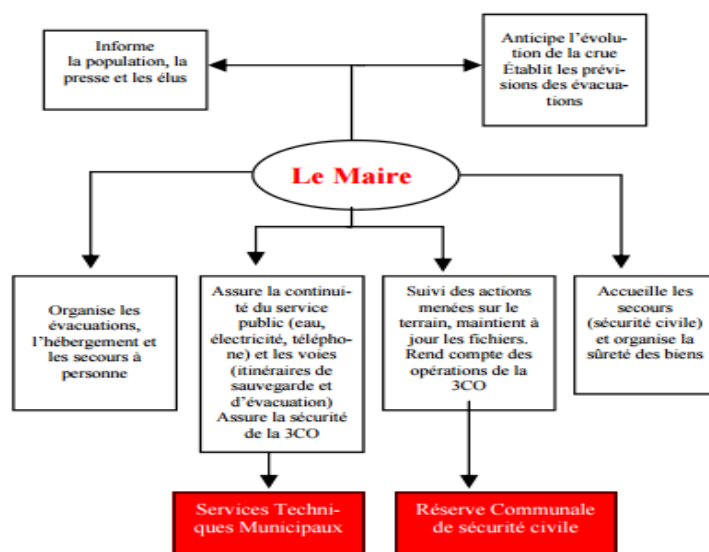 Informe
la population, la
presse et les élus
Anticipe l'évolu-
tion de la crue
Établit les prévi-
sions des évacua-
tions
Le Maire
Organise les
évacuations,
l'hébergement et
les secours à
personne
Assure la continui-
té du service
public (eau,
électricité, télépho-
ne) et les voies
(itinéraires de
sauvegarde et
d'évacuation)
Assure la sécurité
de la 3CO
Suivi des actions
menées sur le
terrain, maintient à
jour les fichiers.
Rend compte des
opérations de la
3CO
Accueille les
secours
(sécurité civile)
et organise la
sûreté des biens
Services Techni-
ques Municipaux
Réserve Communale
de sécurité civile